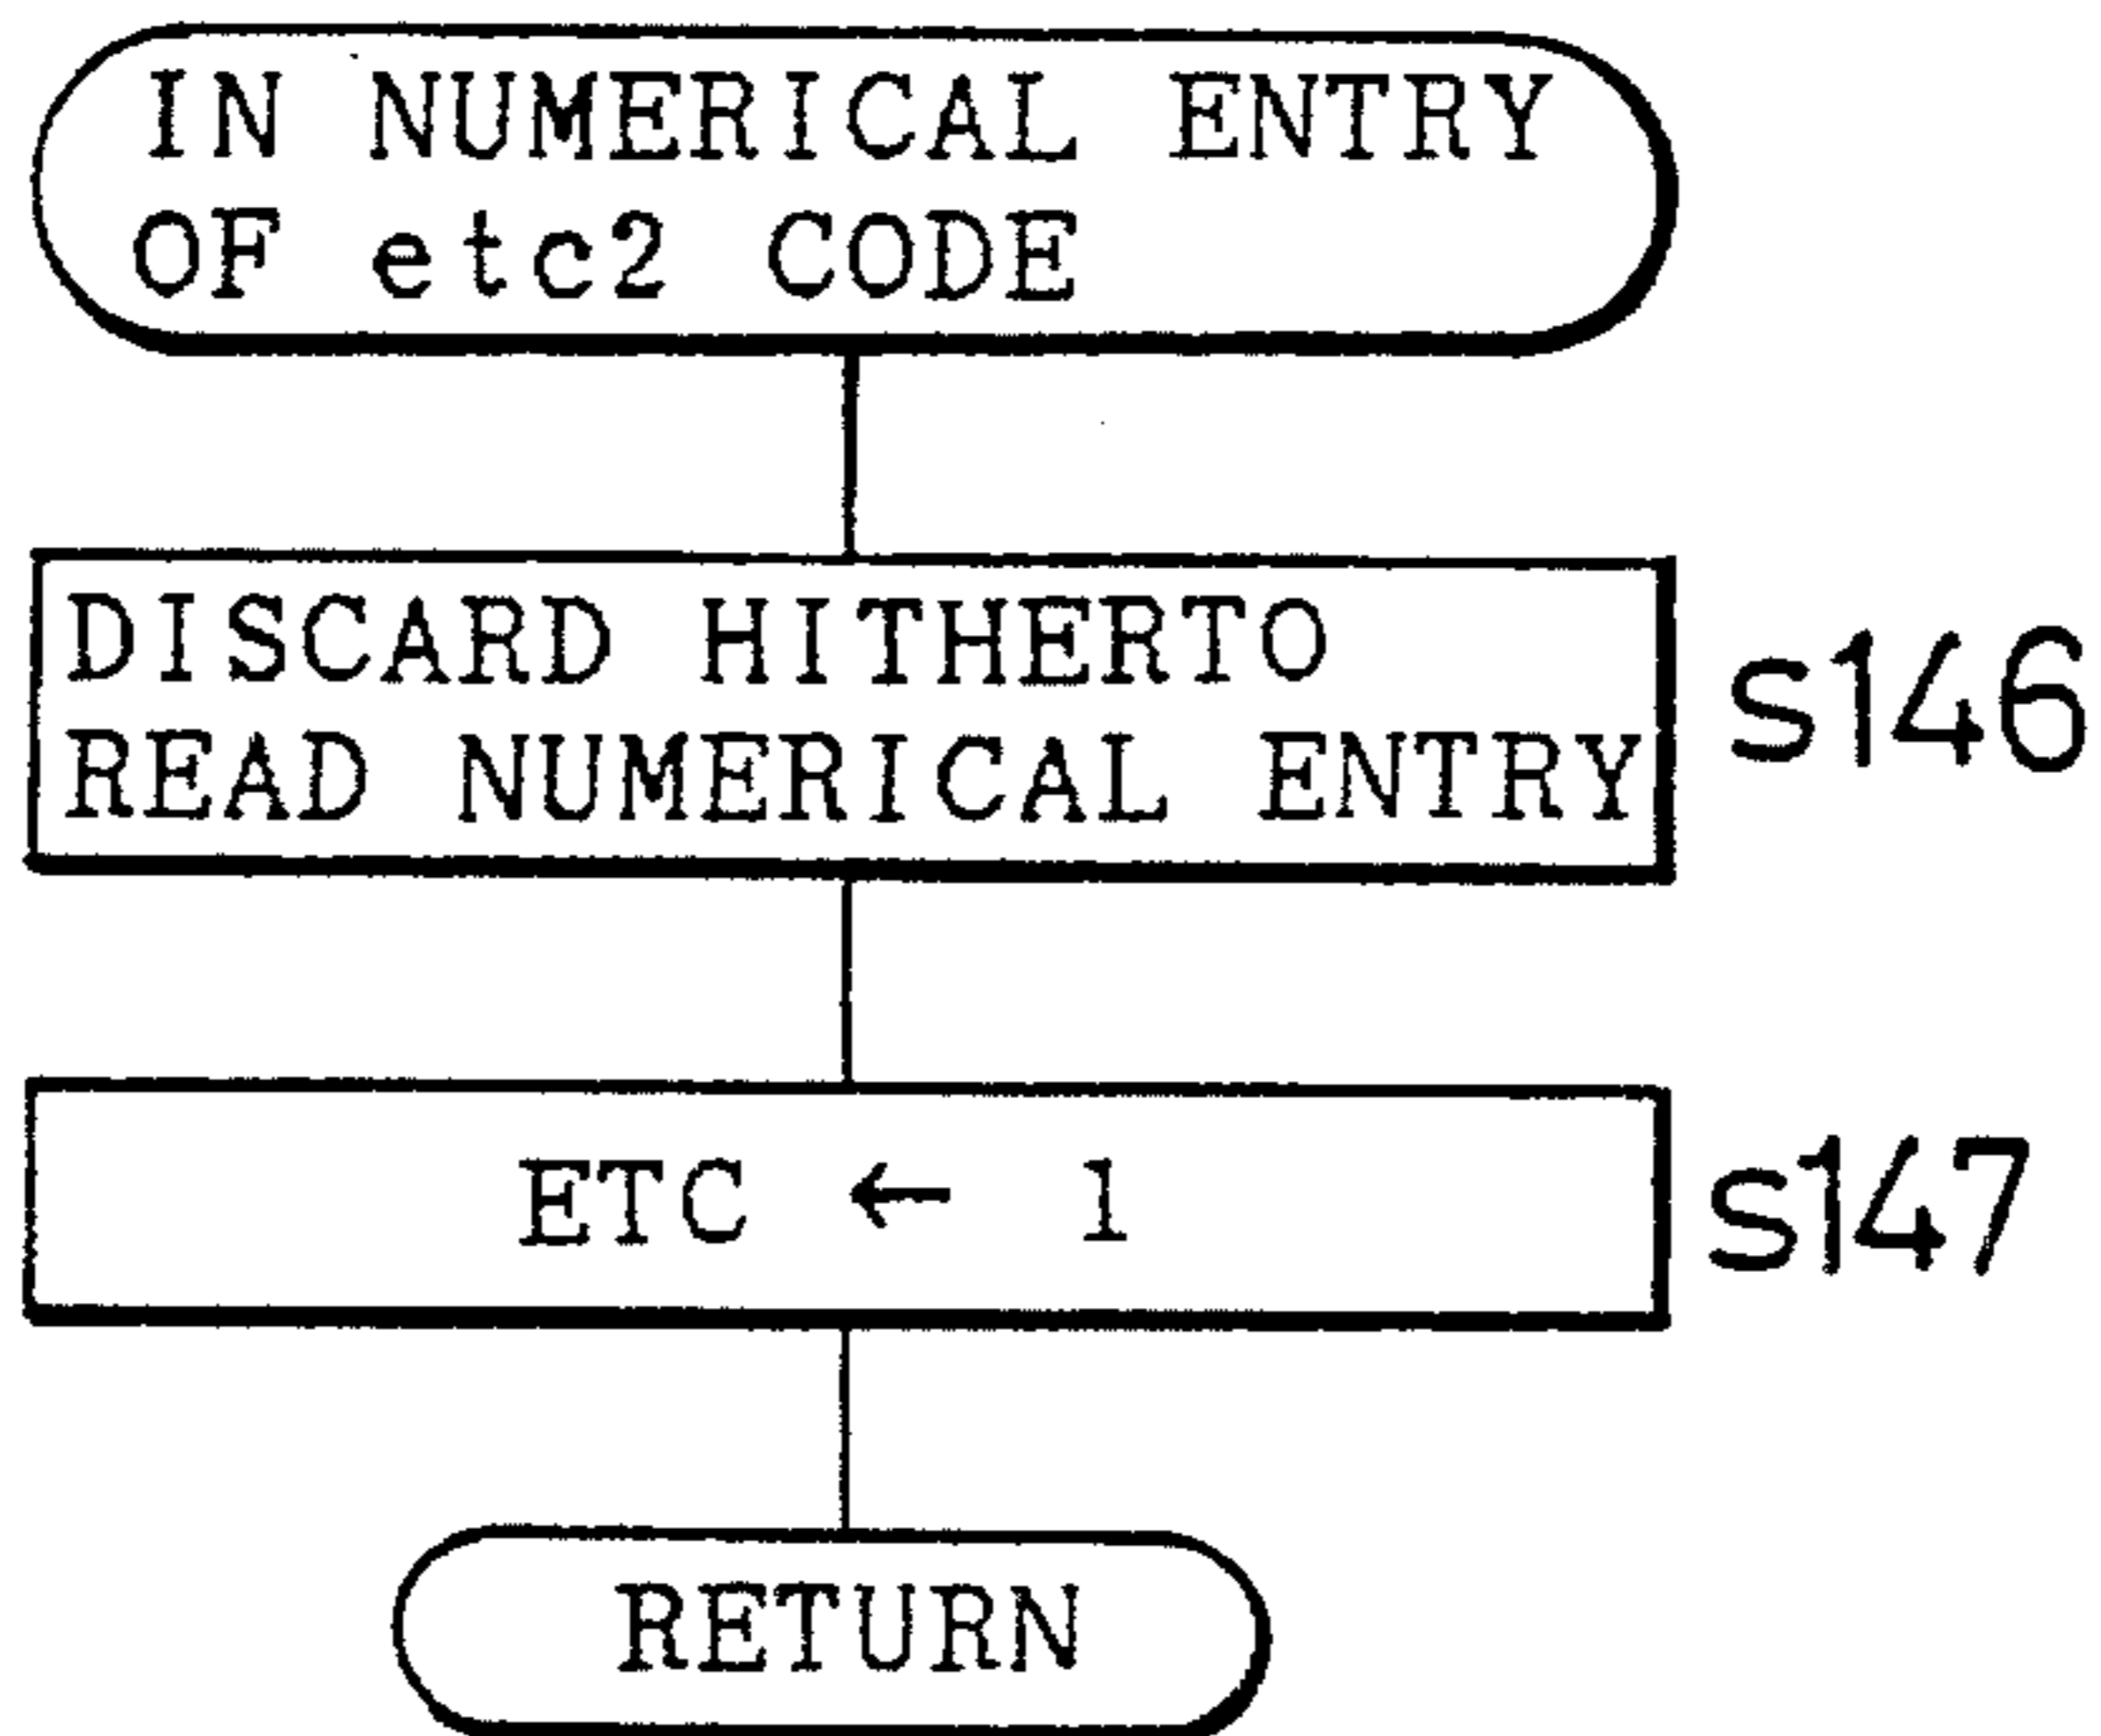 IN NUMERICAL ENTRY
OF etc2 CODE
DISCARD HITHERTO
READ NUMERICAL ENTRY
s146
ETC ← 1
s147
RETURN